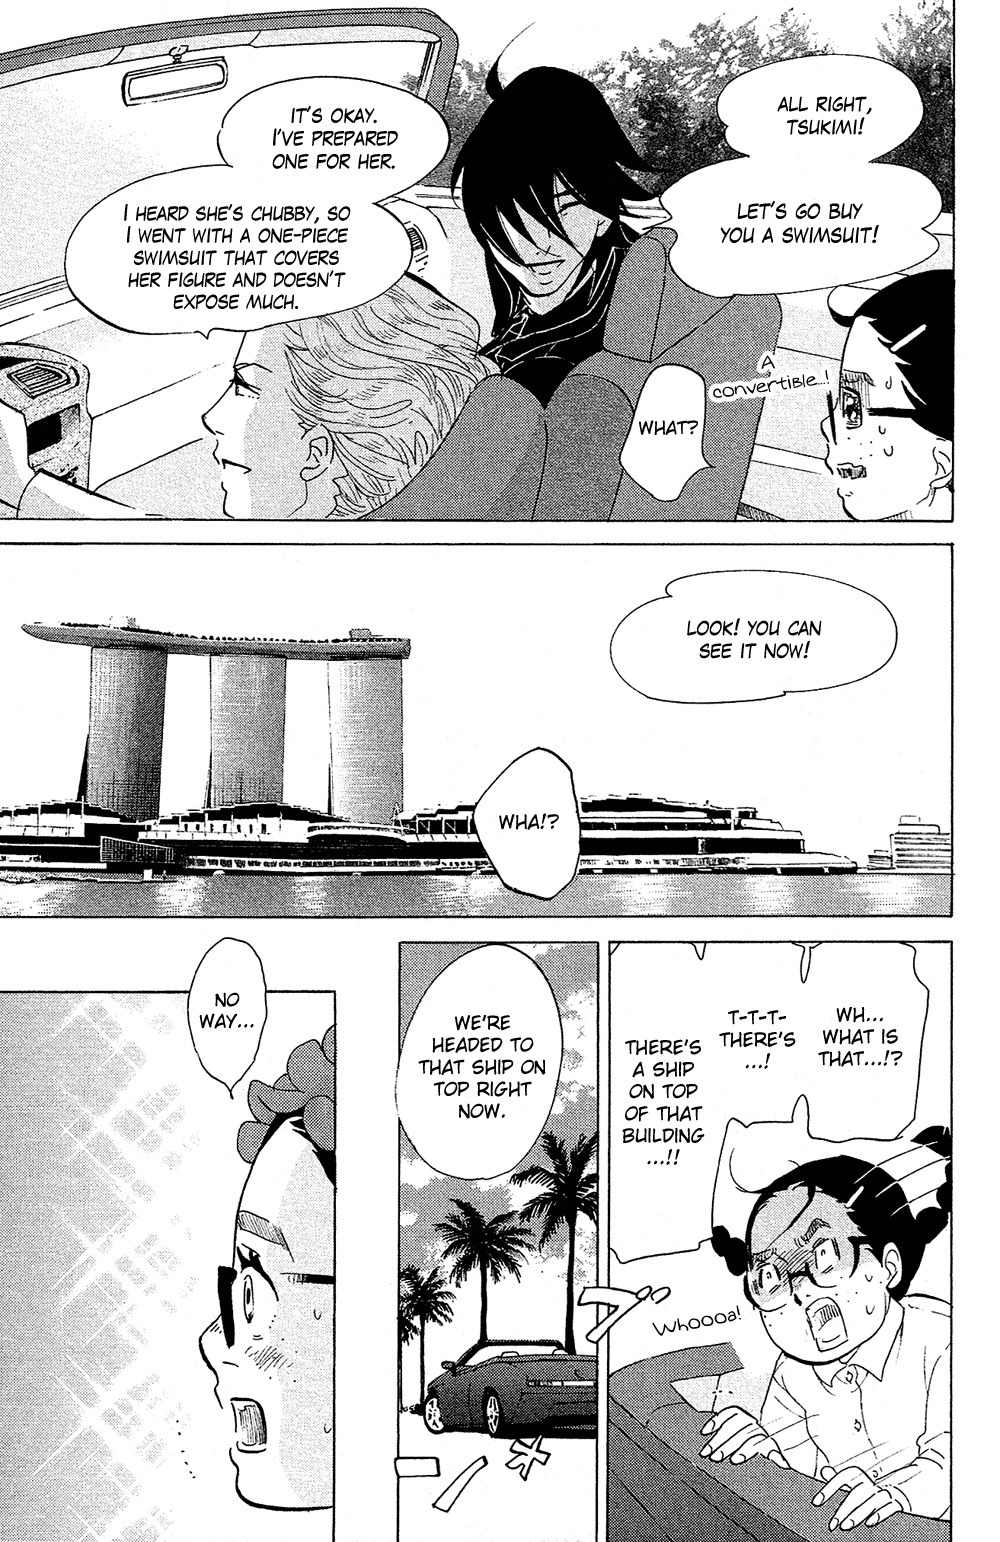 ALL RIGHT,
TSUKIMI!
LET'S GO BUY
YOU A SWIMSUIT!
IT'S OKAY.
I'VE PREPARED
ONE FOR HER.
I HEARD SHE'S CHUBBY, SO
I WENT WITH A ONE-PIECE
SWIMSUIT THAT COVERS
HER FIGURE AND DOESN'T
EXPOSE MUCH.
A
convertible...!
WHAT?
LOOK! YOU CAN
SEE IT NOW!
WHA!?
WH...
WHAT IS
THAT...!?
T-T-T-
THERE'S
...!
THERE'S
A SHIP
ON TOP
OF THAT
BUILDING
...!!
Whoooa!
WE'RE
HEADED TO
THAT SHIP ON
TOP RIGHT
NOW.
ブ
ォー
NO
WAY...